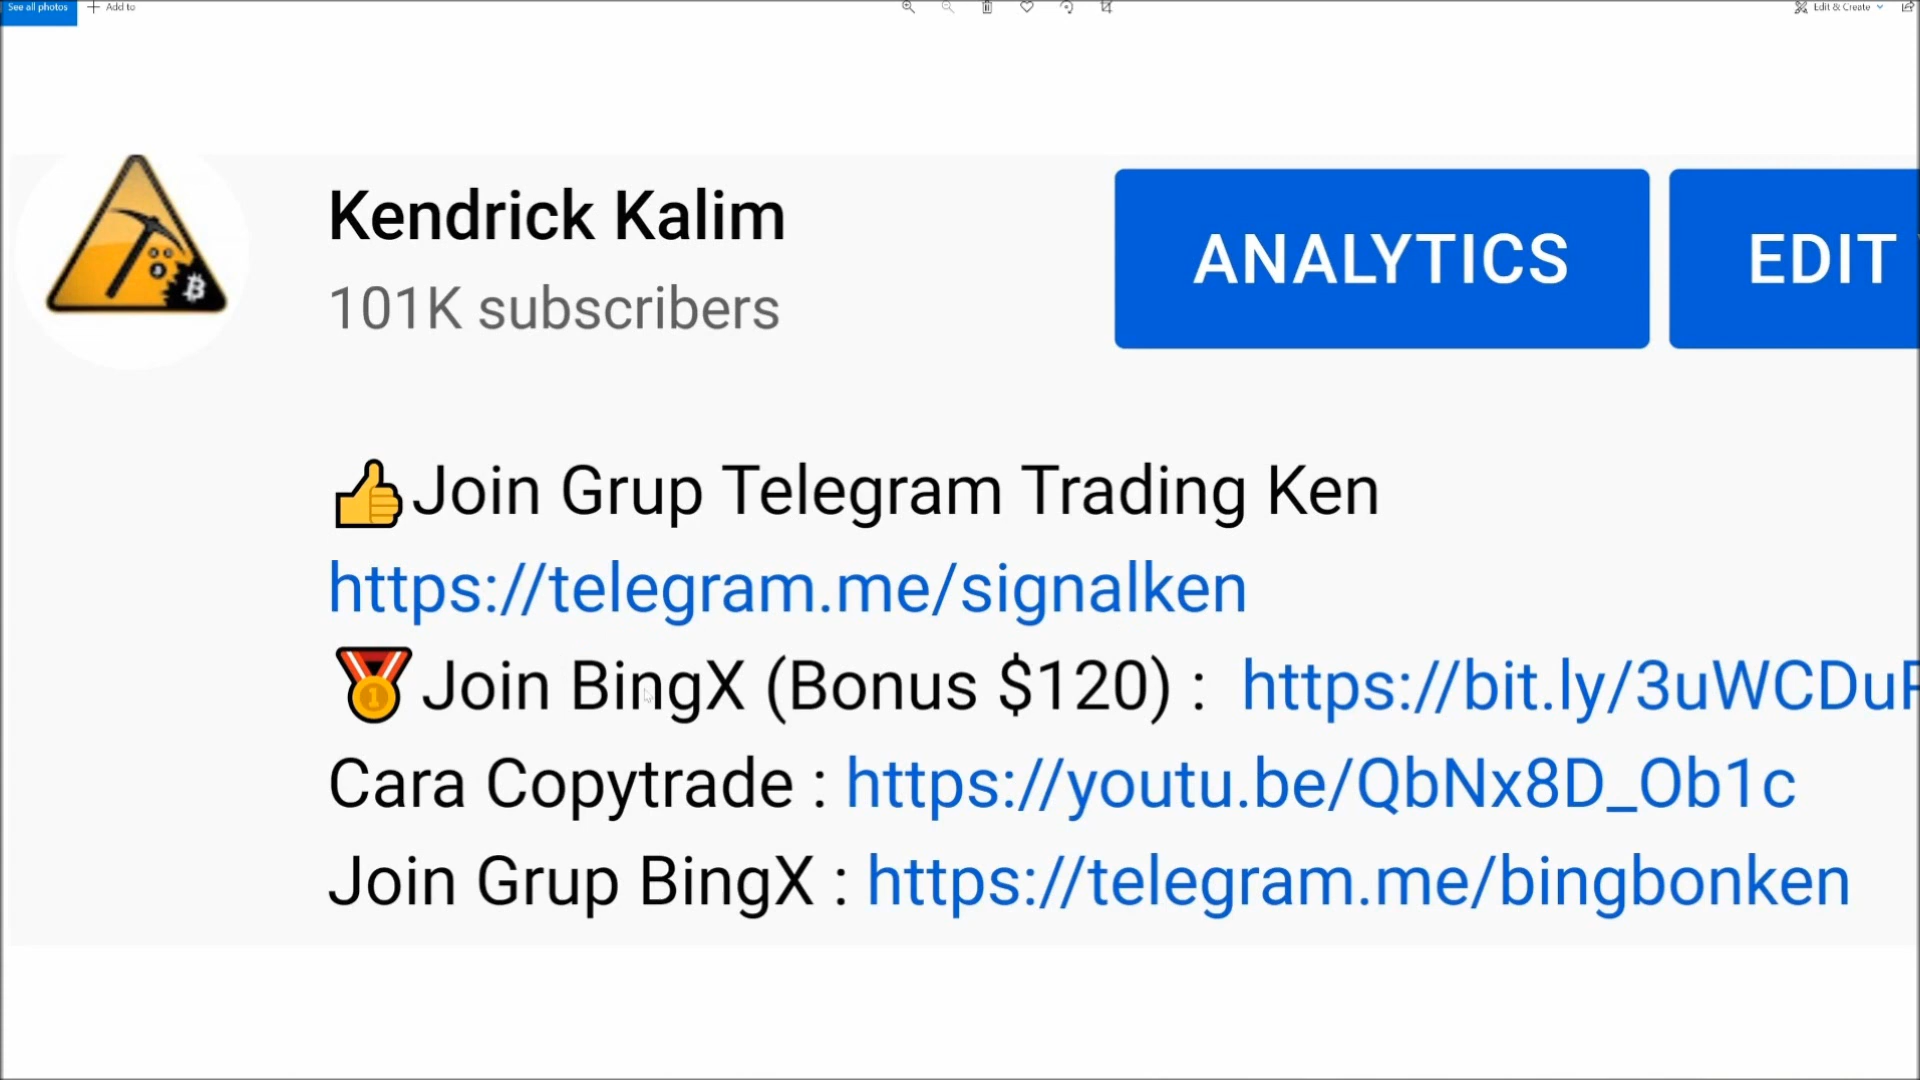 See all photos
Add to
Edit & Create
Kendrick Kalim
101K subscribers
ANALYTICS
EDIT
👍Join Grup Telegram Trading Ken
https://telegram.me/signalken
🥇Join BingX (Bonus $120) : https://bit.ly/3uWCDuP
Cara Copytrade : https://youtu.be/QbNx8D_Ob1c
Join Grup BingX : https://telegram.me/bingbonken